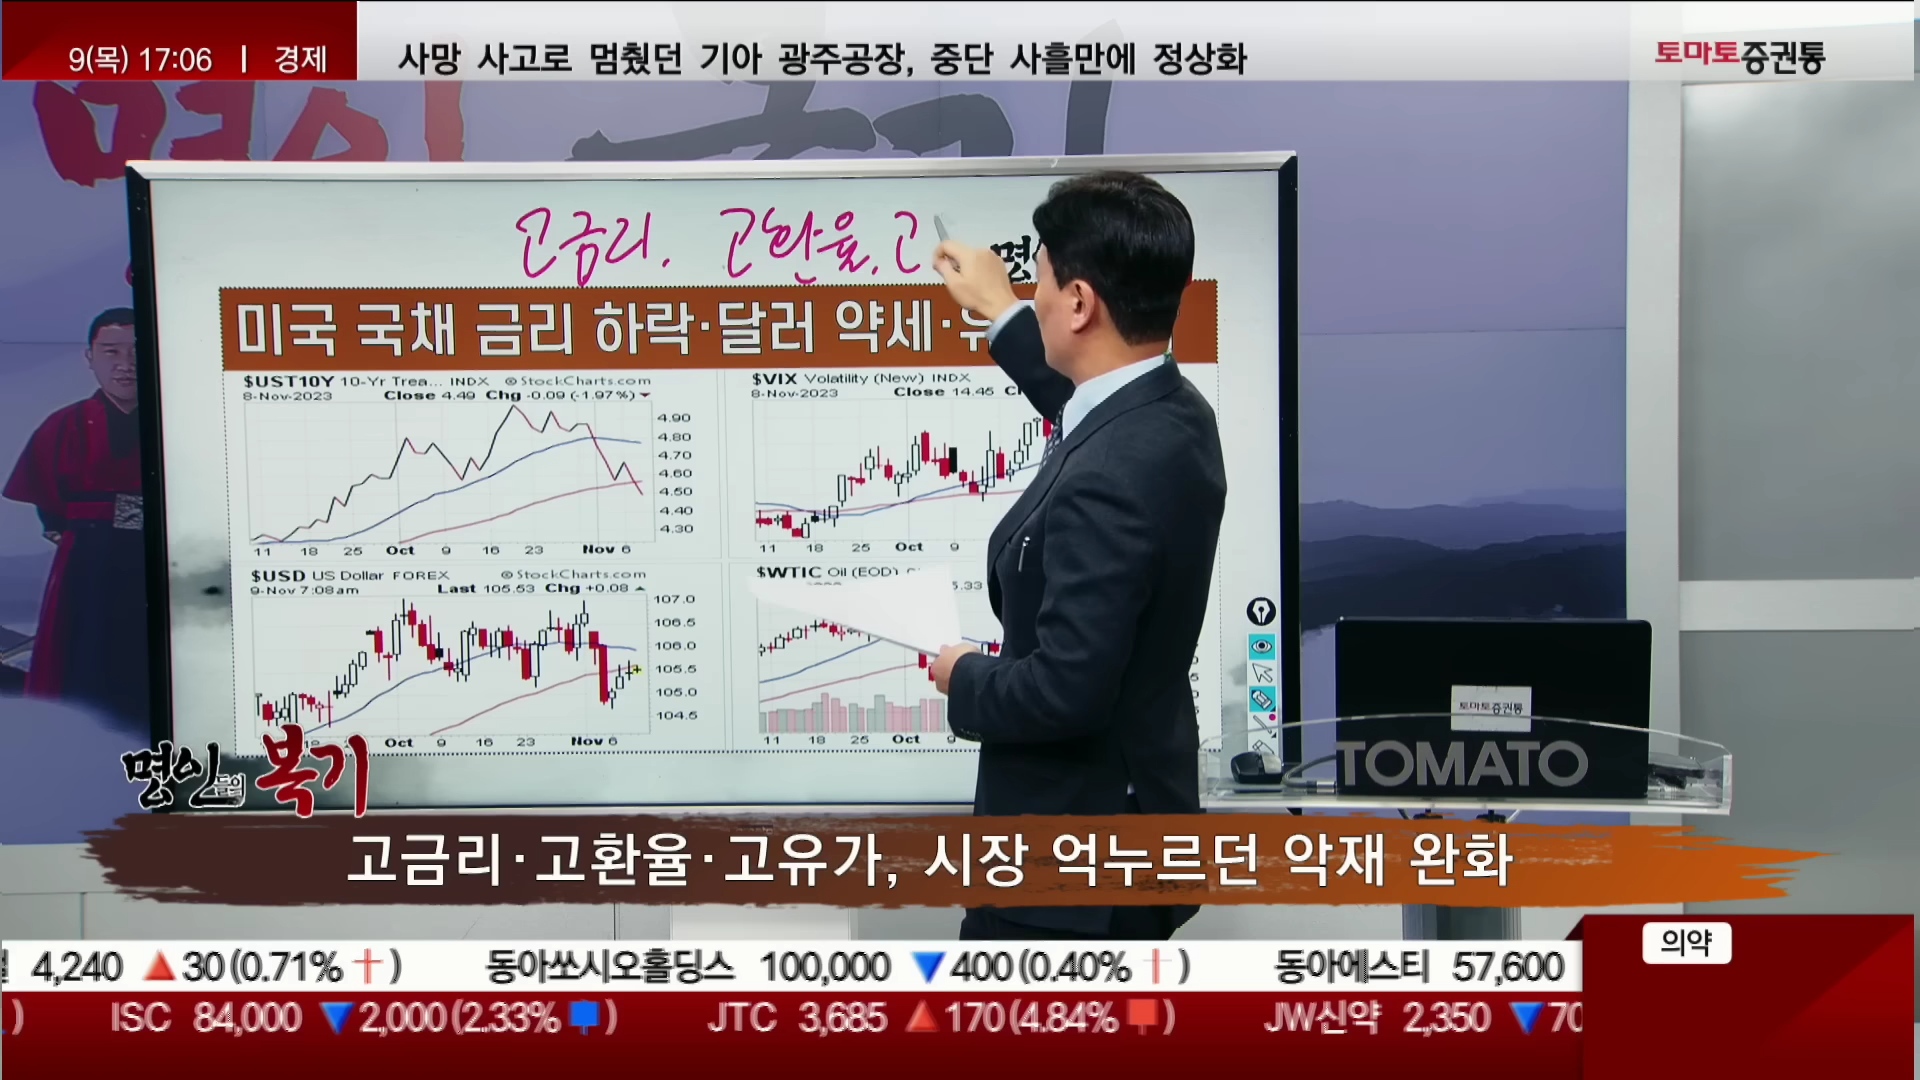 9(목) 17:06 | 경제
사망 사고로 멈췄던 기아 광주공장, 중단 사흘만에 정상화
토마토증권통
고금리. 고환율. 고
미국 국채 금리 하락·달러 약세·
$UST10Y 10-Yr Trea... INDX ©StockCharts.com
8-Nov-2023 Close 4.49 Chg -0.09 (-1.97%)
4.90
4.80
4.70
4.60
4.50
4.40
4.30
11 18 25 Oct 9 16 23 Nov 6
$VIX Volatility (New) INDX
8-Nov-2023 Close 14.45
11 18 25 Oct 9
$USD US Dollar FOREX ©StockCharts.com
9-Nov 7:08am Last 105.53 Chg +0.08
107.0
106.5
106.0
105.5
105.0
104.5
Oct 9 16 23 Nov 6
$WTIC Oil (EOD)
11 18 25 Oct 9
토마토증권통
TOMATO
명인들의 복기
고금리·고환율·고유가, 시장 억누르던 악재 완화
4,240 ▲30(0.71% ) 동아쏘시오홀딩스 100,000 ▼400(0.40% ) 동아에스티 57,600
의약
) ISC 84,000 ▼2,000(2.33% ) JTC 3,685 ▲170(4.84% ) JW신약 2,350 ▼70